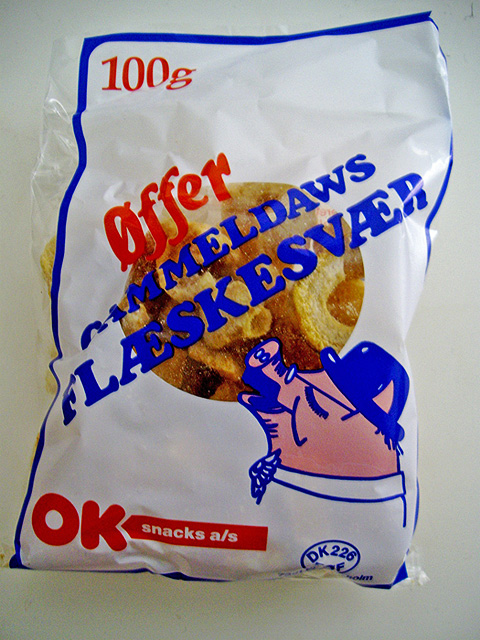 100g
Øffer
GAMMELDAWS
FLÆSKESVÆR
OK snacks a/s
DK 226